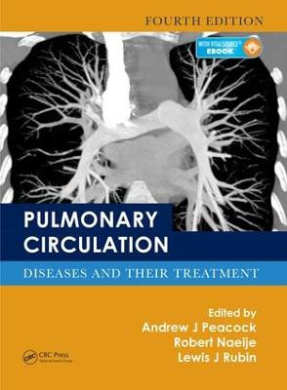 FOURTH EDITION
WITH VITALSOURCE®
EBOOK
PULMONARY
CIRCULATION
DISEASES AND THEIR TREATMENT
Edited by
Andrew J Peacock
Robert Naeije
Lewis J Rubin
CRC Press